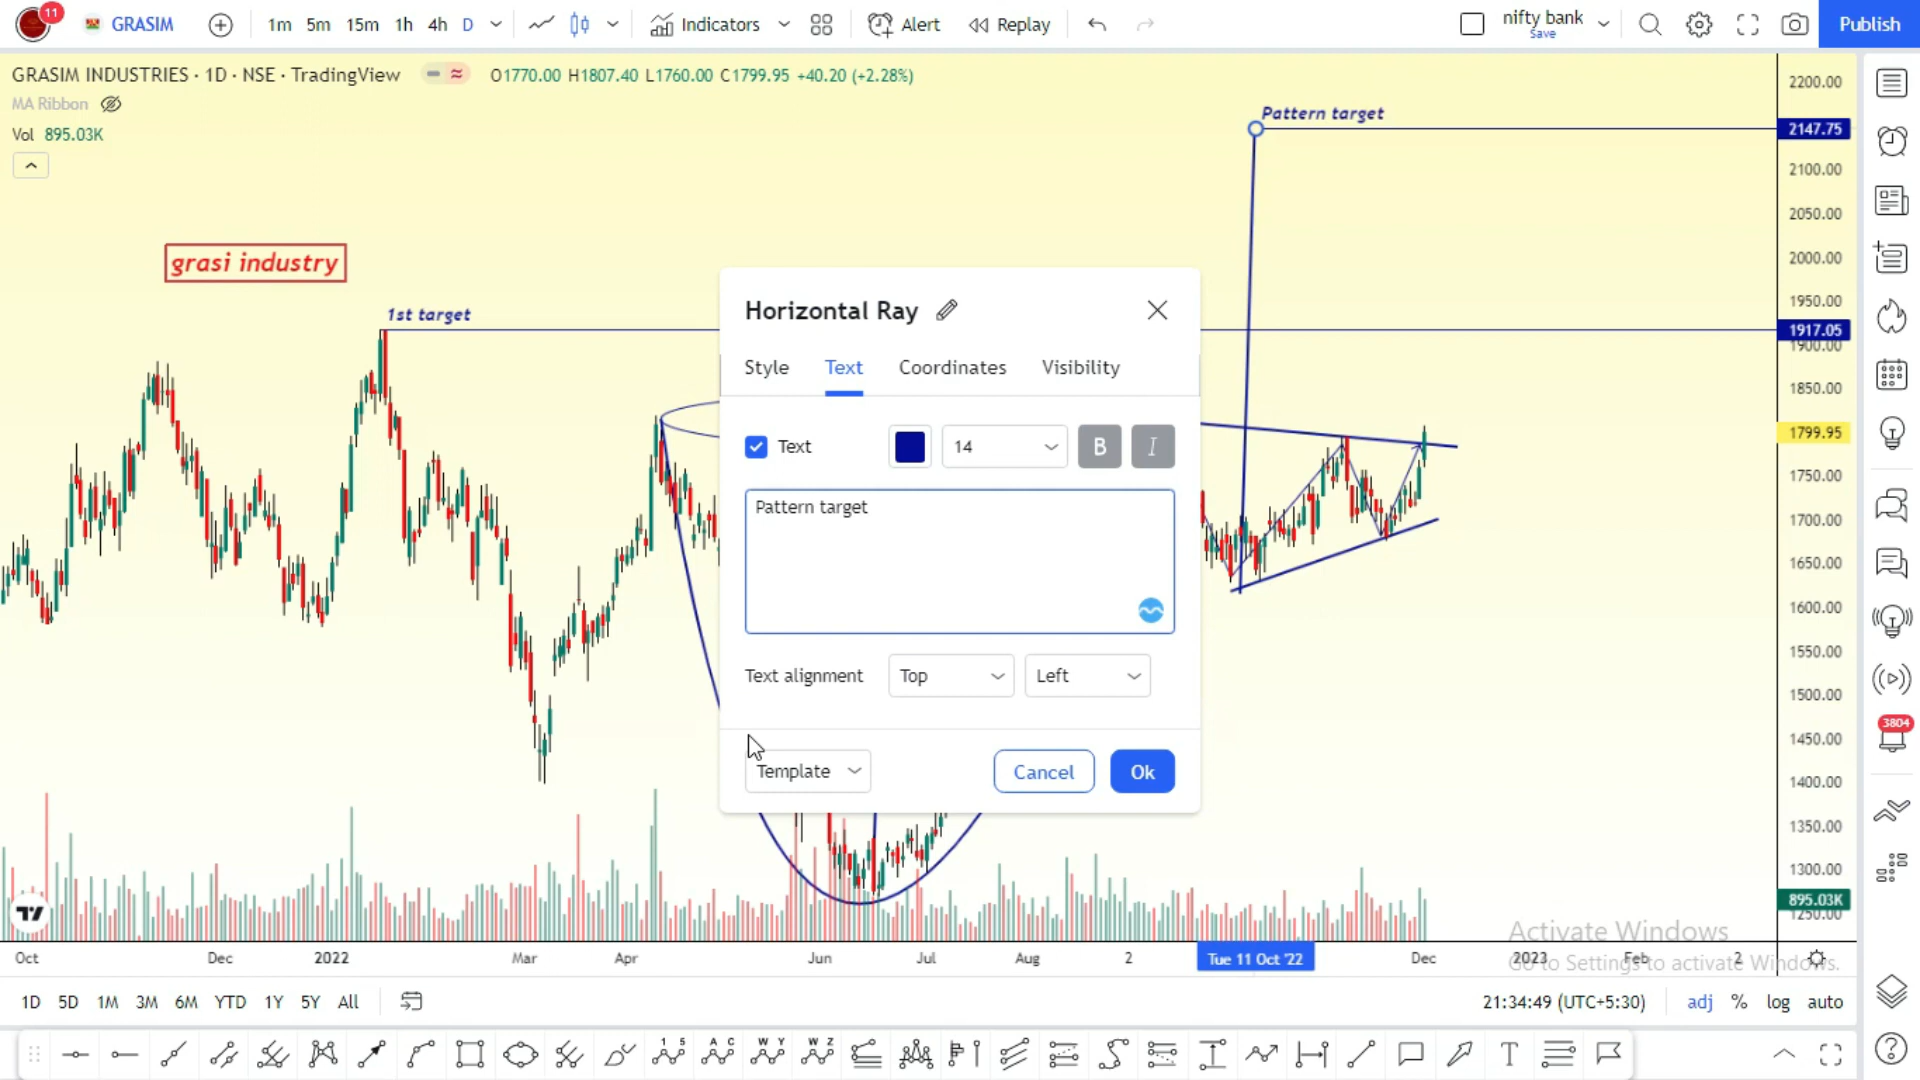 11
GRASIM
1m 5m 15m 1h 4h D
Indicators
Alert
Replay
nifty bank
Save
Publish
GRASIM INDUSTRIES · 1D · NSE · TradingView
O1770.00 H1807.40 L1760.00 C1799.95 +40.20 (+2.28%)
MA Ribbon
Vol 895.03K
Pattern target
grasi industry
1st target
2200.00
2147.75
2100.00
2050.00
2000.00
1950.00
1917.05
1900.00
1850.00
1799.95
1750.00
1700.00
1650.00
1600.00
1550.00
1500.00
1450.00
1400.00
1350.00
1300.00
895.03K
1250.00
Horizontal Ray
Style Text Coordinates Visibility
Text 14 B I
Pattern target
Text alignment Top Left
Template Cancel Ok
3804
Activate Windows
Go to Settings to activate Windows.
Oct Dec 2022 Mar Apr Jun Jul Aug 2 Tue 11 Oct '22 Dec 2023 Feb 2
1D 5D 1M 3M 6M YTD 1Y 5Y All
21:34:49 (UTC+5:30) adj % log auto
1 5
A C
W Y
W Z
T